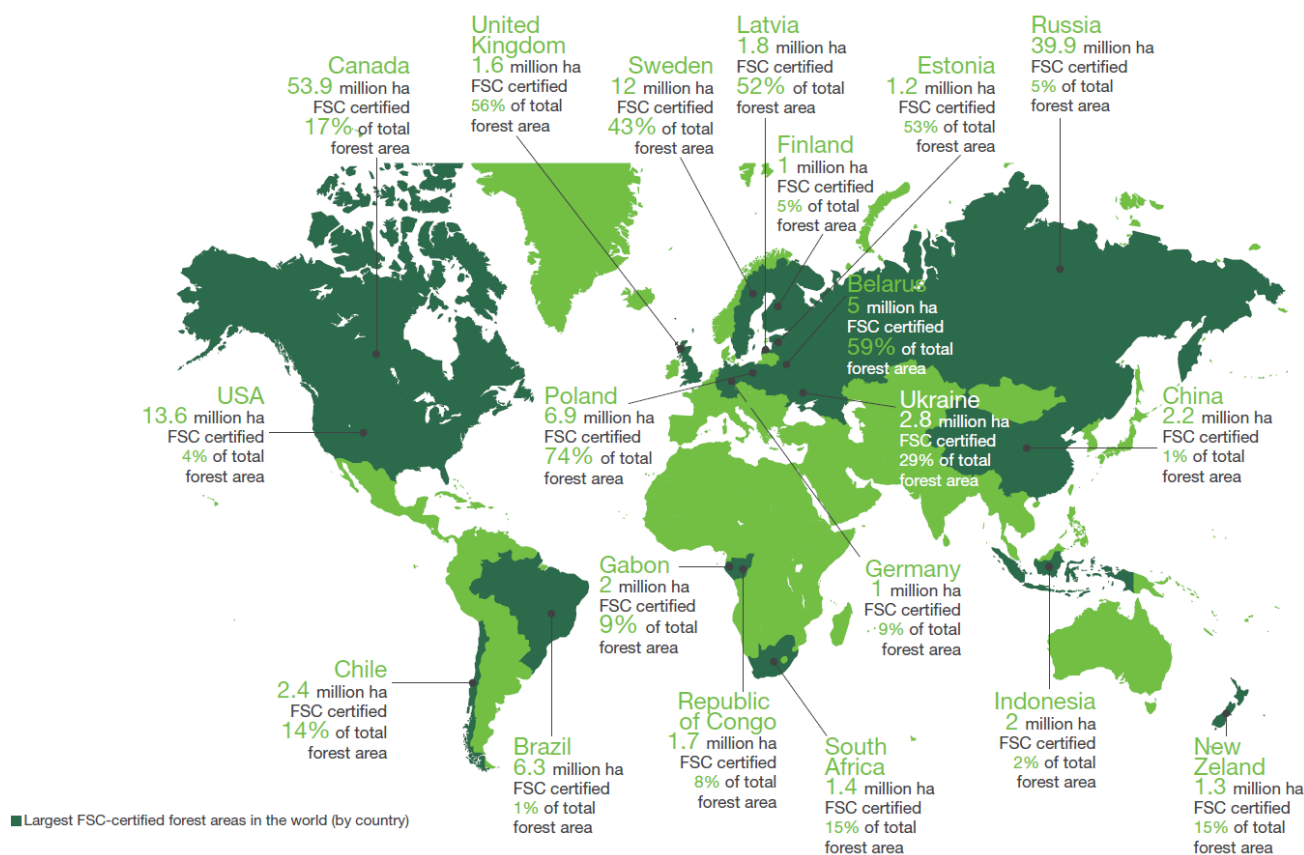 United
Kingdom
1.6 million ha
FSC certified
56% of total
forest area
Latvia
1.8 million ha
FSC certified
52% of total
forest area
Russia
39.9 million ha
FSC certified
5% of total
forest area
Canada
53.9 million ha
FSC certified
17% of total
forest area
Sweden
12 million ha
FSC certified
43% of total
forest area
Estonia
1.2 million ha
FSC certified
53% of total
forest area
Finland
1 million ha
FSC certified
5% of total
forest area
Belarus
5 million ha
FSC certified
59% of total
forest area
USA
13.6 million ha
FSC certified
4% of total
forest area
Poland
6.9 million ha
FSC certified
74% of total
forest area
Ukraine
2.8 million ha
FSC certified
29% of total
forest area
China
2.2 million ha
FSC certified
1% of total
forest area
Gabon
2 million ha
FSC certified
9% of total
forest area
Germany
1 million ha
FSC certified
9% of total
forest area
Chile
2.4 million ha
FSC certified
14% of total
forest area
Republic
of Congo
1.7 million ha
FSC certified
8% of total
forest area
Indonesia
2 million ha
FSC certified
2% of total
forest area
Brazil
6.3 million ha
FSC certified
1% of total
forest area
South
Africa
1.4 million ha
FSC certified
15% of total
forest area
New
Zeland
1.3 million ha
FSC certified
15% of total
forest area
Largest FSC-certified forest areas in the world (by country)